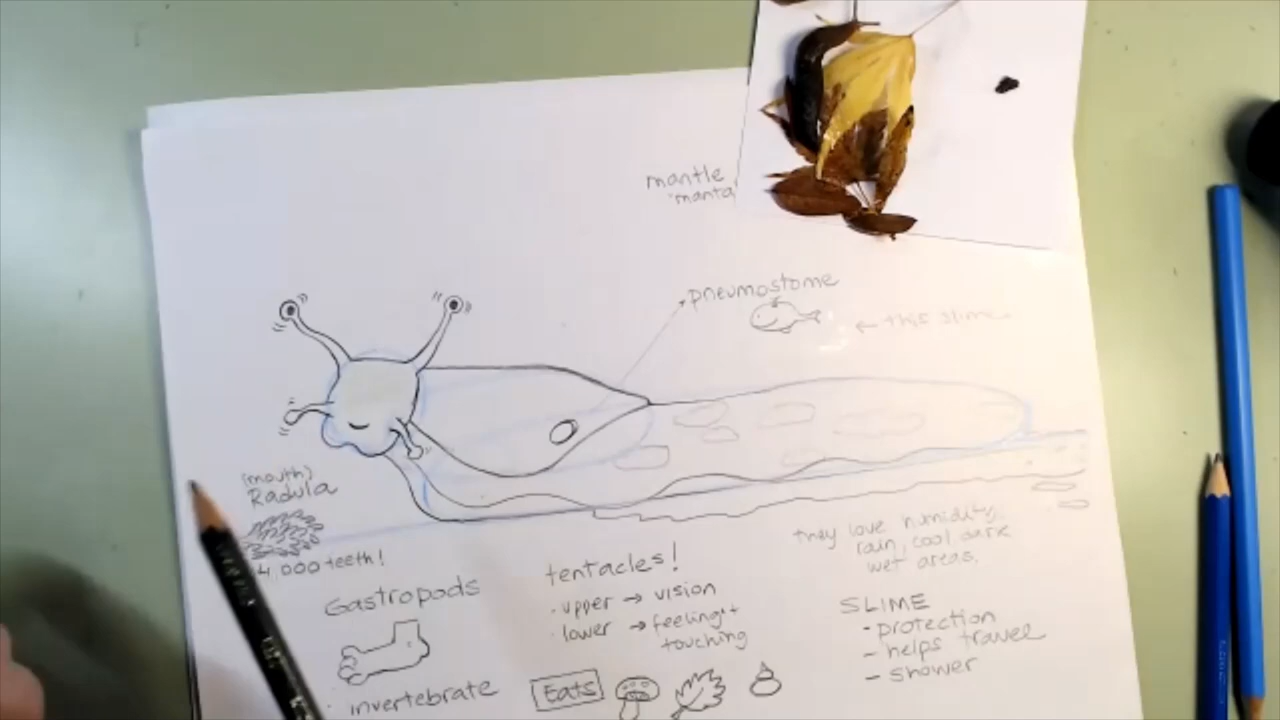 mantle
'manta
pneumostome
← this slime
(mouth)
Radula
4,000 teeth!
Gastropods
• invertebrate
tentacles!
• upper → vision
• lower → feeling +
touching
Eats
they love humidity,
rain, cool dark
wet areas.
SLIME
- protection
- helps travel
- shower